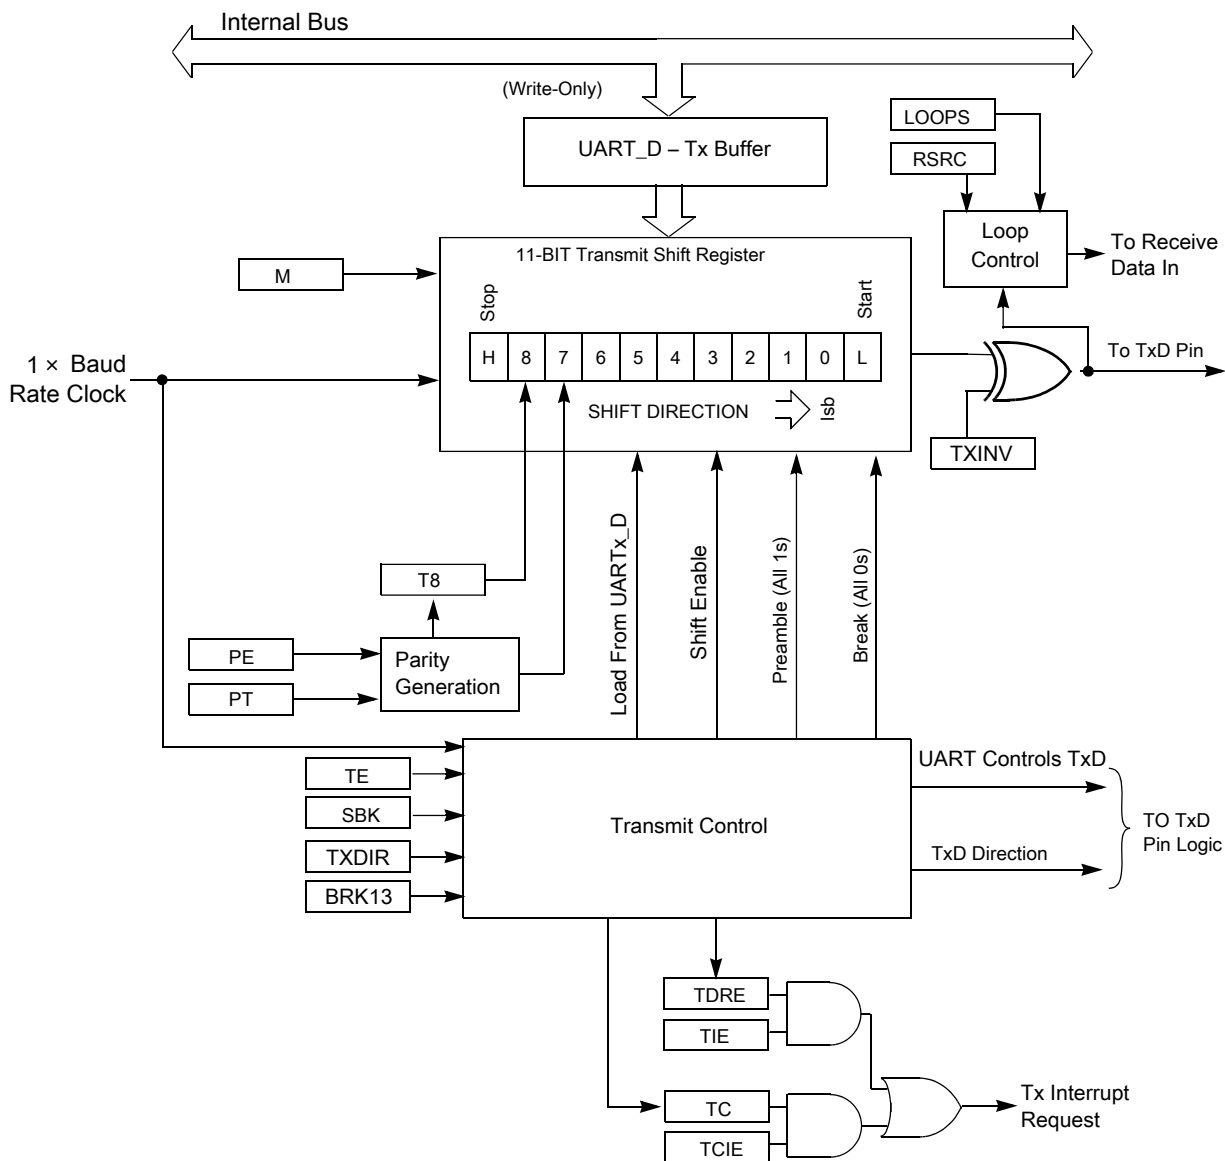 Internal Bus
(Write-Only)
UART_D – Tx Buffer
LOOPS
RSRC
Loop
Control
To Receive
Data In
11-BIT Transmit Shift Register
M
Stop
Start
H 8 7 6 5 4 3 2 1 0 L
1 × Baud
Rate Clock
To TxD Pin
SHIFT DIRECTION
lsb
TXINV
Load From UARTx_D
Shift Enable
Preamble (All 1s)
Break (All 0s)
T8
PE
PT
Parity
Generation
TE
SBK
TXDIR
BRK13
Transmit Control
UART Controls TxD
TxD Direction
TO TxD
Pin Logic
TDRE
TIE
TC
TCIE
Tx Interrupt
Request